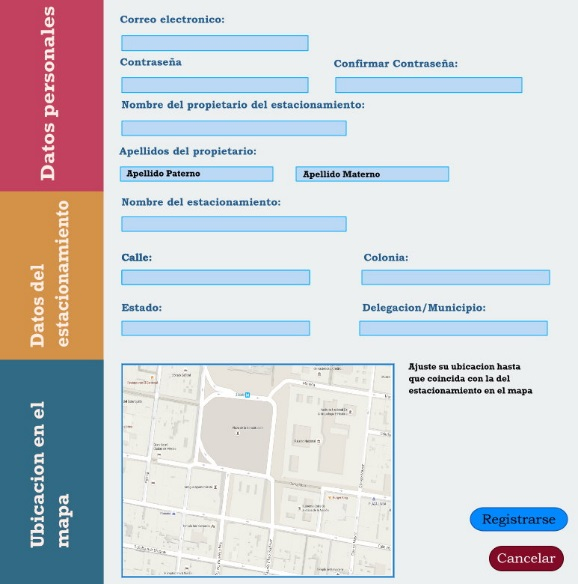 Datos personales
Correo electronico:
Contraseña
Confirmar Contraseña:
Nombre del propietario del estacionamiento:
Apellidos del propietario:
Apellido Paterno
Apellido Materno
Datos del
estacionamiento
Nombre del estacionamiento:
Calle:
Colonia:
Estado:
Delegacion/Municipio:
Ubicacion en el
mapa
Ajuste su ubicacion hasta
que coincida con la del
estacionamiento en el mapa
Registrarse
Cancelar